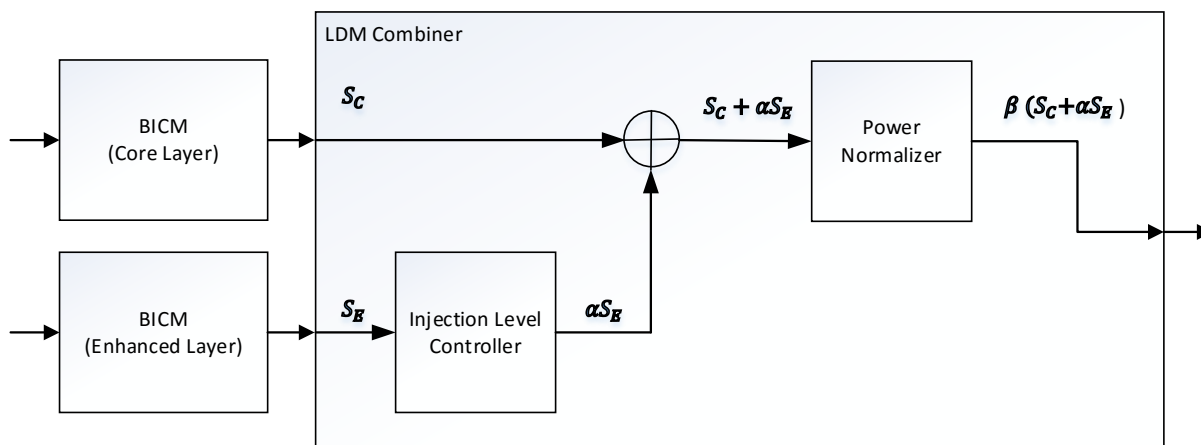 LDM Combiner
BICM
(Core Layer)
S_C
S_C + αS_E
Power
Normalizer
β (S_C+αS_E )
BICM
(Enhanced Layer)
S_E
Injection Level
Controller
αS_E